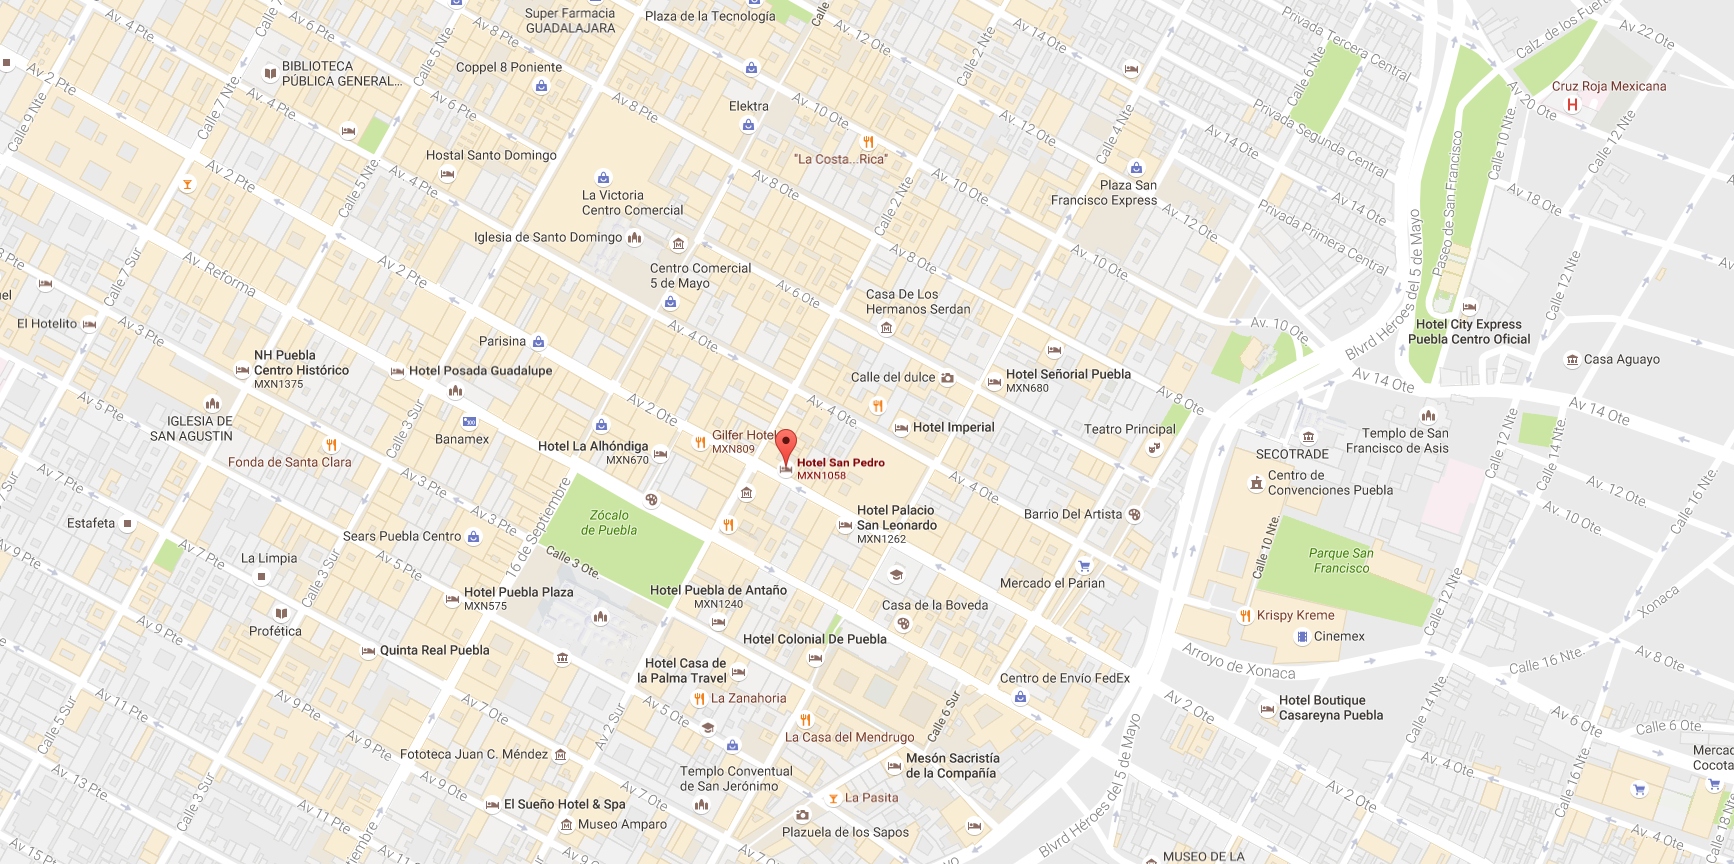 Super Farmacia
GUADALAJARA
Plaza de la Tecnología
Calle
Av 12 Ote
Calle 2 Nte
Av 14 Ote
Privada Tercera Central
Calz. de los Fuertes
Av 22 Ote
Calle 9 Nte
Av 2 Pte
BIBLIOTECA
PÚBLICA GENERAL...
Calle 7 Nte
Calle 5 Nte
Coppel 8 Poniente
Av 8 Pte
Av 6 Pte
Elektra
Av 8 Ote
Av 10 Ote
"La Costa...Rica"
Av 12 Ote
Calle 4 Nte
Calle 6 Nte
Av 14 Ote
Privada Segunda Central
Cruz Roja Mexicana
Av 20 Ote
Calle 10 Nte
Calle 12 Nte
Paseo de San Francisco
Hostal Santo Domingo
Av 4 Pte
Calle 5 Nte
Av 2 Pte
La Victoria
Centro Comercial
Av 8 Ote
Calle 2 Nte
Av 10 Ote
Plaza San
Francisco Express
Av 12 Ote
Privada Primera Central
Av 14 Ote
Av 18 Ote
Iglesia de Santo Domingo
Centro Comercial
5 de Mayo
Av 8 Ote
Av 10 Ote
Calle 7 Sur
Av. Reforma
Av 2 Pte
Av 6 Ote
Casa De Los
Hermanos Serdan
Av. 10 Ote
Blvrd Héroes del 5 de Mayo
Calle 12 Nte
Hotel City Express
Puebla Centro Oficial
Casa Aguayo
El Hotelito
Av 3 Pte
Parisina
Av. 4 Ote
NH Puebla
Centro Histórico
MXN1375
Hotel Posada Guadalupe
Calle del dulce
Hotel Señorial Puebla
MXN680
Av 14 Ote
Av 14 Ote
Av 5 Pte
IGLESIA DE
SAN AGUSTIN
Calle 3 Sur
Banamex
Av 2 Ote
Av. 4 Ote
Av 8 Ote
Hotel Imperial
Teatro Principal
SECOTRADE
Templo de San
Francisco de Asis
Calle 12 Nte
Calle 14 Nte
Hotel La Alhóndiga
MXN670
Gilfer Hotel
MXN809
Hotel San Pedro
MXN1058
Fonda de Santa Clara
Centro de
Convenciones Puebla
Av 12 Ote
Calle 16 Nte
Av. 4 Ote
Estafeta
Sears Puebla Centro
16 de Septiembre
Zócalo
de Puebla
Hotel Palacio
San Leonardo
MXN1262
Barrio Del Artista
Calle 10 Nte.
Av 10 Ote
Av 9 Pte
Av 7 Pte
La Limpia
Av 5 Pte
Calle 3 Sur
Calle 3 Ote.
Parque San
Francisco
Mercado el Parian
Casa de la Boveda
Calle 12 Nte
Xonaca
Hotel Puebla Plaza
MXN575
Hotel Puebla de Antaño
MXN1240
Krispy Kreme
Cinemex
Profética
Av 9 Pte
Quinta Real Puebla
Hotel Colonial De Puebla
Arroyo de Xonaca
Calle 16 Nte.
Av 8 Ote
Hotel Casa de
la Palma Travel
Centro de Envío FedEx
Av 11 Pte
Av 7 Ote
La Zanahoria
Av 5 Ote
Calle 6 Sur
Av 2 Ote
Hotel Boutique
Casareyna Puebla
Calle 14 Nte
Av 6 Ote
Calle 6 Ote.
Calle 5 Sur
Av 9 Pte
Av 2 Sur
La Casa del Mendrugo
Fototeca Juan C. Méndez
Mesón Sacristía
de la Compañía
Blvrd Héroes del 5 de Mayo
Av 4 Ote
Calle 16 Nte.
Av 13 Pte
Calle 3 Sur
Av 9 Ote
Av 7 Ote
Templo Conventual
de San Jerónimo
La Pasita
Av 2 Ote
El Sueño Hotel & Spa
Museo Amparo
Plazuela de los Sapos
Av 4 Ote
Calle 18 Nte
MUSEO DE LA